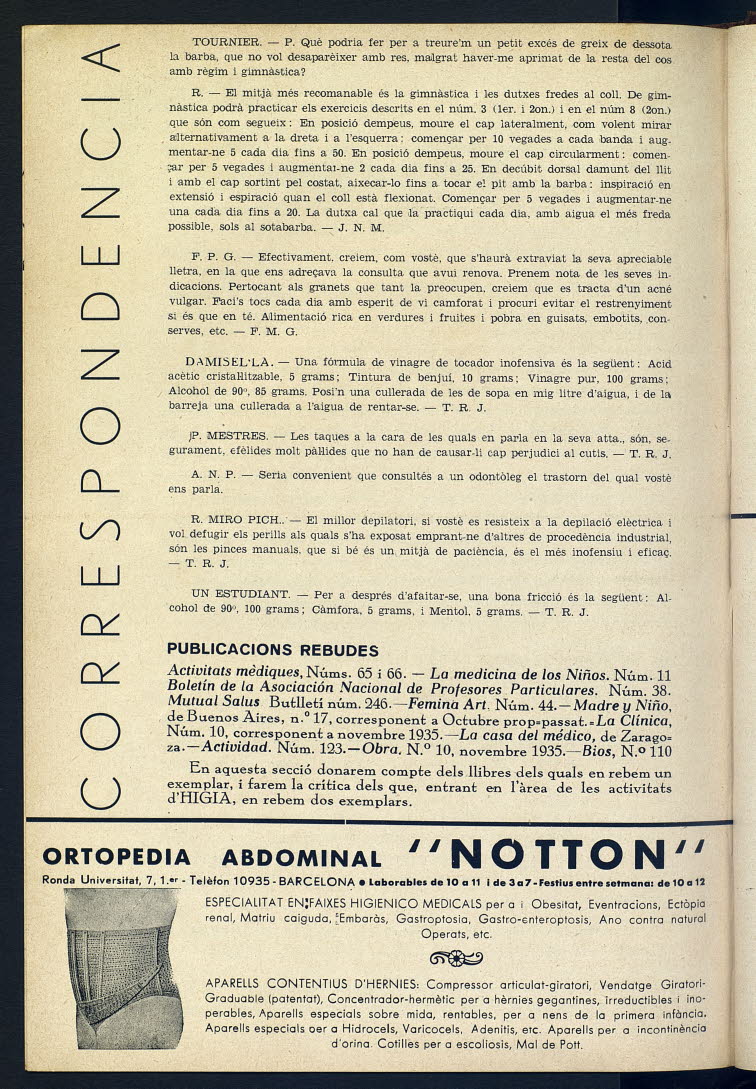 CORRESPONDENCIA
TOURNIER. — P. Què podria fer per a treure'm un petit excés de greix de dessota
la barba, que no vol desaparèixer amb res, malgrat haver-me aprimat de la resta del cos
amb règim i gimnàstica?
R. — El mitjà més recomanable és la gimnàstica i les dutxes fredes al coll. De gim-
nàstica podrà practicar els exercicis descrits en el núm. 3 (1er. i 2on.) i en el núm 8 (2on.)
que són com segueix: En posició dempeus, moure el cap lateralment, com volent mirar
alternativament a la dreta i a l'esquerra; començar per 10 vegades a cada banda i aug-
mentar-ne 5 cada dia fins a 50. En posició dempeus, moure el cap circularment: comen-
çar per 5 vegades i augmentat-ne 2 cada dia fins a 25. En decúbit dorsal damunt del llit
i amb el cap sortint pel costat, aixecar-lo fins a tocar el pit amb la barba: inspiració en
extensió i espiració quan el coll està flexionat. Començar per 5 vegades i augmentar-ne
una cada dia fins a 20. La dutxa cal que la practiqui cada dia, amb aigua el més freda
possible, sols al sotabarba. — J. N. M.
F. P. G. — Efectivament, creiem, com vostè, que s'haurà extraviat la seva apreciable
lletra, en la que ens adreçava la consulta que avui renova. Prenem nota de les seves in-
dicacions. Pertocant als granets que tant la preocupen, creiem que es tracta d'un acné
vulgar. Faci's tocs cada dia amb esperit de vi camforat i procuri evitar el restrenyiment
si és que en té. Alimentació rica en verdures i fruites i pobra en guisats, embotits, con-
serves, etc. — F. M. G.
DAMISEL·LA. — Una fórmula de vinagre de tocador inofensiva és la següent: Acid
acètic cristal·litzable, 5 grams; Tintura de benjuí, 10 grams; Vinagre pur, 100 grams;
Alcohol de 90º, 85 grams. Posi'n una cullerada de les de sopa en mig litre d'aigua, i de la
barreja una cullerada a l'aigua de rentar-se. — T. R. J.
P. MESTRES. — Les taques a la cara de les quals en parla en la seva atta., són, se-
gurament, efèlides molt pàl·lides que no han de causar-li cap perjudici al cutis. — T. R. J.
A. N. P. — Seria convenient que consultés a un odontòleg el trastorn del qual vostè
ens parla.
R. MIRO PICH.. — El millor depilatori, si vostè es resisteix a la depilació elèctrica i
vol defugir els perills als quals s'ha exposat emprant-ne d'altres de procedència industrial,
són les pinces manuals, que si bé és un mitjà de paciència, és el més inofensiu i eficaç.
— T. R. J.
UN ESTUDIANT. — Per a després d'afaitar-se, una bona fricció és la següent: Al-
cohol de 90º, 100 grams; Càmfora, 5 grams, i Mentol, 5 grams. — T. R. J.
PUBLICACIONS REBUDES
Activitats mèdiques, Núms. 65 i 66. — La medicina de los Niños. Núm. 11
Boletín de la Asociación Nacional de Profesores Particulares. Núm. 38.
Mutual Salus. Butlletí núm. 246.—Femina Art. Núm. 44.—Madre y Niño,
de Buenos Aires, n.º 17, corresponent a Octubre prop-passat.-La Clínica,
Núm. 10, corresponent a novembre 1935.—La casa del médico, de Zarago-
za.—Actividad. Núm. 123.—Obra. N.º 10, novembre 1935.—Bios, N.º 110
En aquesta secció donarem compte dels llibres dels quals en rebem un
exemplar, i farem la crítica dels que, entrant en l'àrea de les activitats
d'HIGIA, en rebem dos exemplars.
ORTOPEDIA ABDOMINAL "NOTTON"
Ronda Universitat, 7, 1.er - Telèfon 10935 - BARCELONA • Laborables de 10 a 11 i de 3 a 7 - Festius entre setmana: de 10 a 12
ESPECIALITAT EN FAIXES HIGIENICO MEDICALS per a i Obesitat, Eventracions, Ectòpia
renal, Matriu caiguda, Embaràs, Gastroptosia, Gastro-enteroptosis, Ano contra natural
Operats, etc.
APARELLS CONTENTIUS D'HERNIES: Compressor articulat-giratori, Vendatge Giratori-
Graduable (patentat), Concentrador-hermètic per a hèrnies gegantines, irreductibles i ino-
perables, Aparells especials sobre mida, rentables, per a nens de la primera infància.
Aparells especials oer a Hidrocels, Varicocels, Adenitis, etc. Aparells per a incontinència
d'orina. Cotilles per a escoliosis, Mal de Pott.